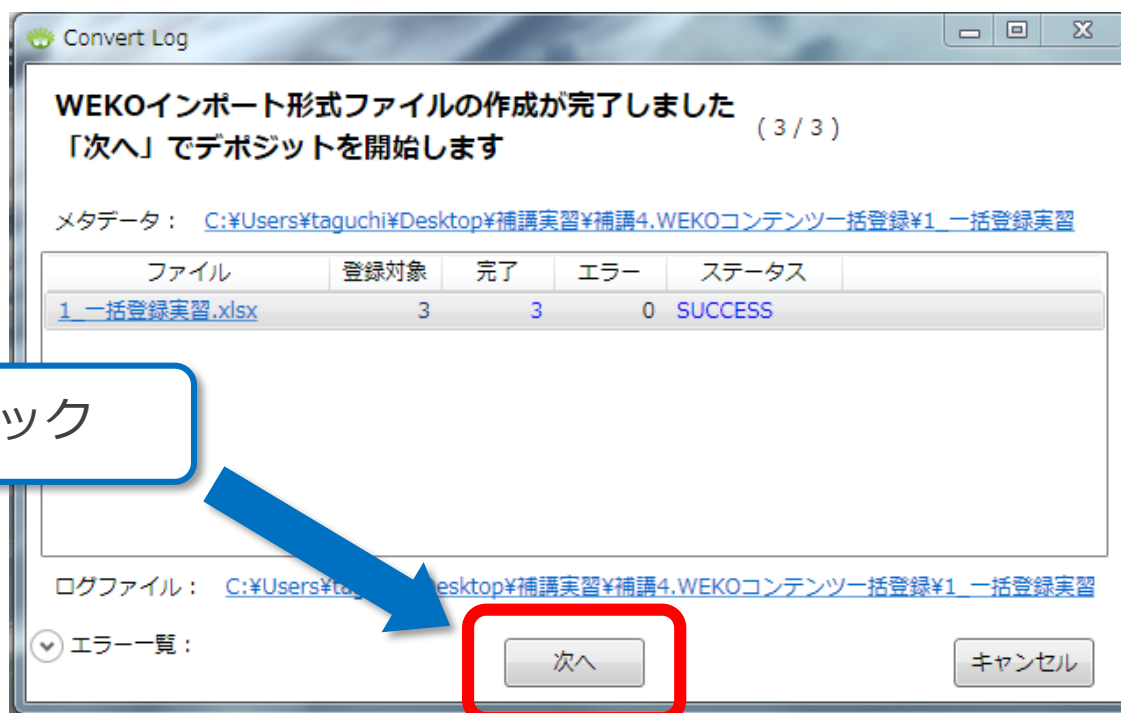 Convert Log
WEKOインポート形式ファイルの作成が完了しました
「次へ」でデポジットを開始します
(3/3)
メタデータ： C:¥Users¥taguchi¥Desktop¥補講実習¥補講4.WEKOコンテンツ一括登録¥1_一括登録実習
ファイル 登録対象 完了 エラー ステータス
1_一括登録実習.xlsx 3 3 0 SUCCESS
ック
ログファイル： C:¥Users¥ esktop¥補講実習¥補講4.WEKOコンテンツ一括登録¥1_一括登録実習
エラー一覧：
次へ
キャンセル